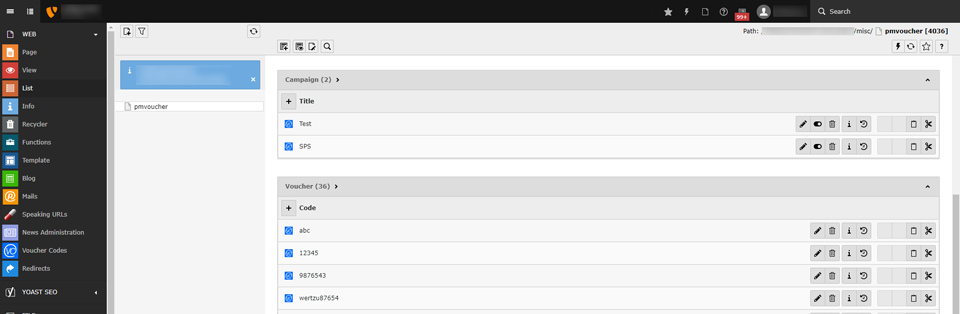 Search
99+
WEB
Page
View
List
Info
Recycler
Functions
Template
Blog
Mails
Speaking URLs
News Administration
Voucher Codes
Redirects
YOAST SEO
pmvoucher
Path:
/misc/ pmvoucher [4036]
Campaign (2)
Title
Test
SPS
Voucher (36)
Code
abc
12345
9876543
wertzu87654